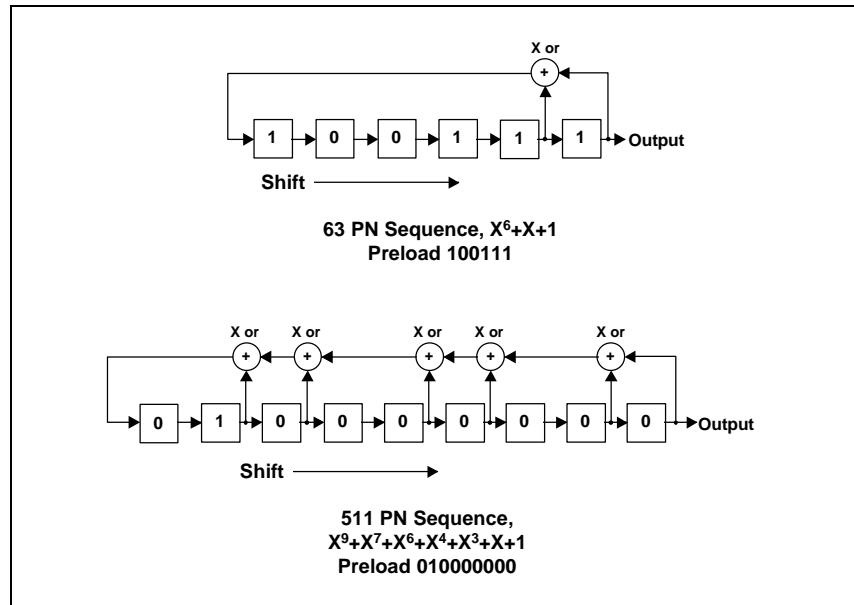 X or
+
1 0 0 1 1 1 Output
Shift
63 PN Sequence, X⁶+X+1
Preload 100111
X or X or X or X or X or
+ + + + +
0 1 0 0 0 0 0 0 0 Output
Shift
511 PN Sequence,
X⁹+X⁷+X⁶+X⁴+X³+X+1
Preload 010000000